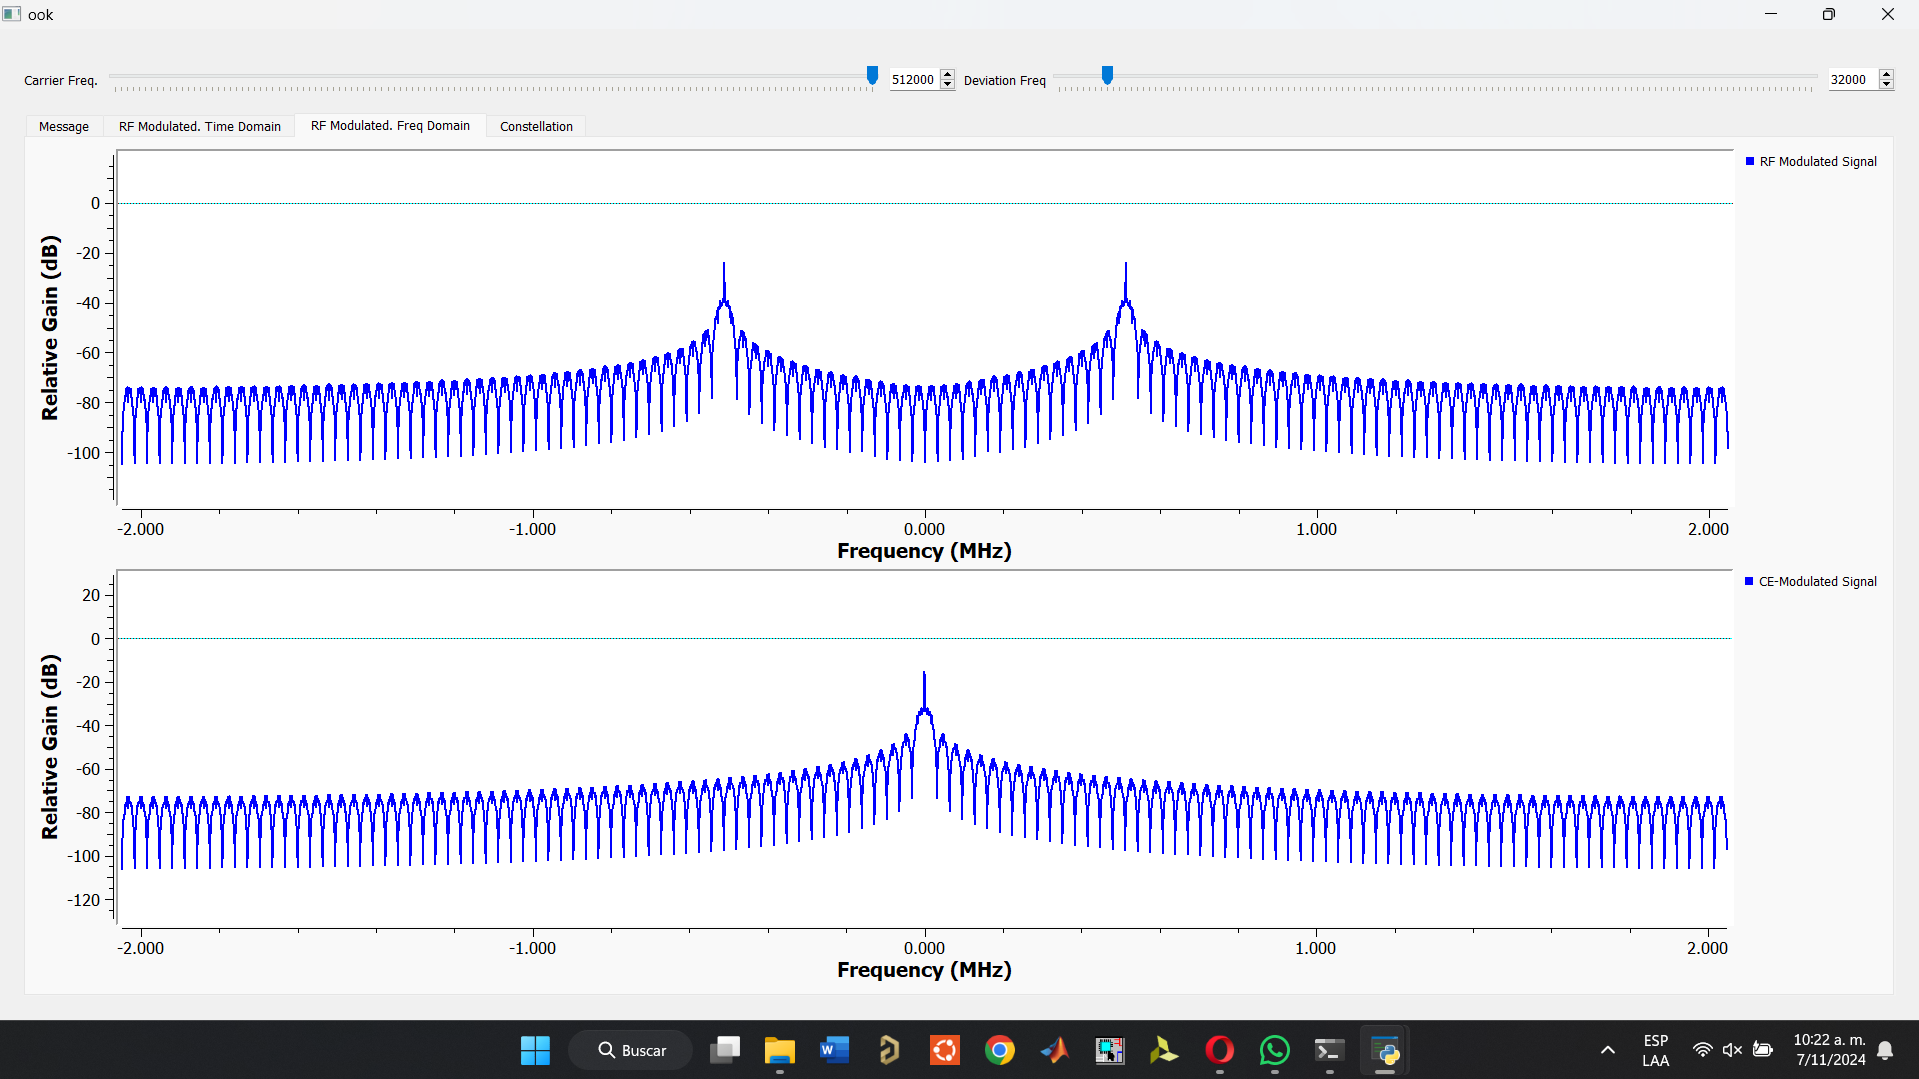 ook
Carrier Freq. 512000 Deviation Freq 32000
Message RF Modulated. Time Domain RF Modulated. Freq Domain Constellation
RF Modulated Signal
Relative Gain (dB)
0
-20
-40
-60
-80
-100
-2.000 -1.000 0.000 1.000 2.000
Frequency (MHz)
CE-Modulated Signal
Relative Gain (dB)
20
0
-20
-40
-60
-80
-100
-120
-2.000 -1.000 0.000 1.000 2.000
Frequency (MHz)
W Buscar ESP LAA 10:22 a. m.
7/11/2024